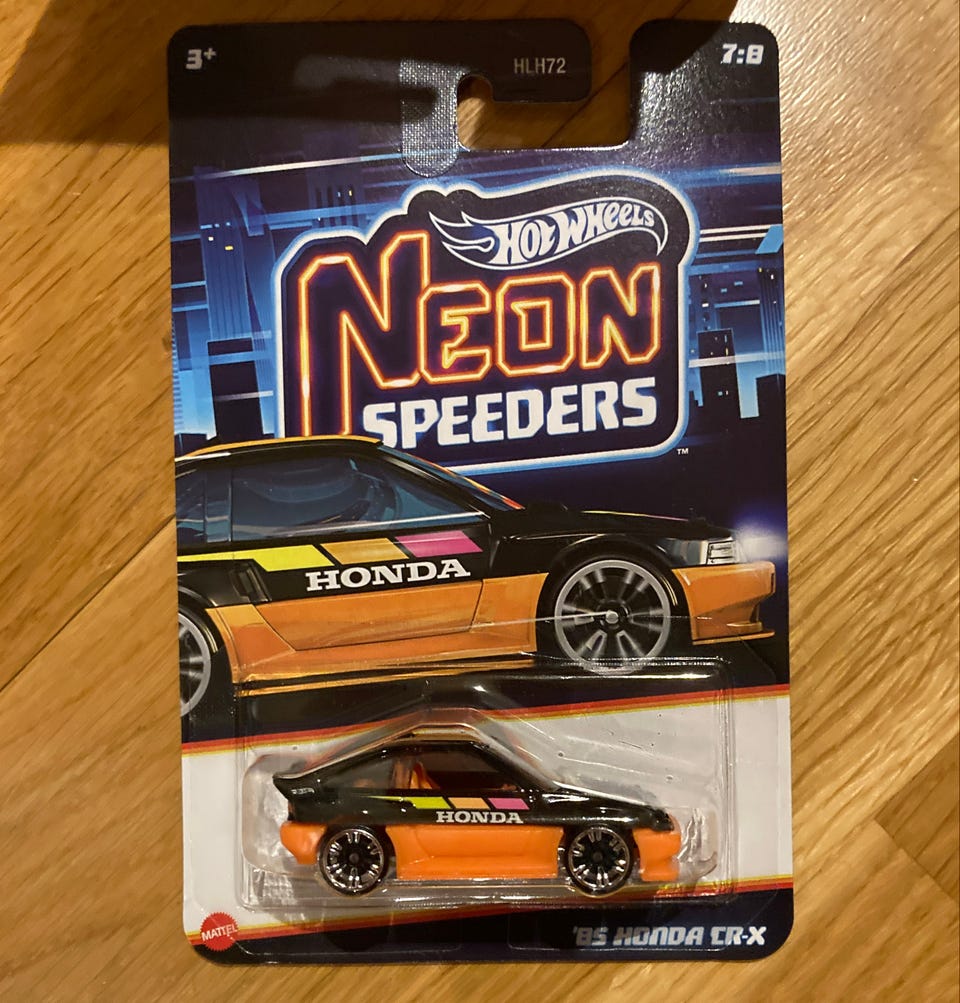 3+
HLH72
7:8
HOT WHEELS
NEON
SPEEDERS
™
HONDA
HONDA
MATTEL
'85 HONDA CR-X